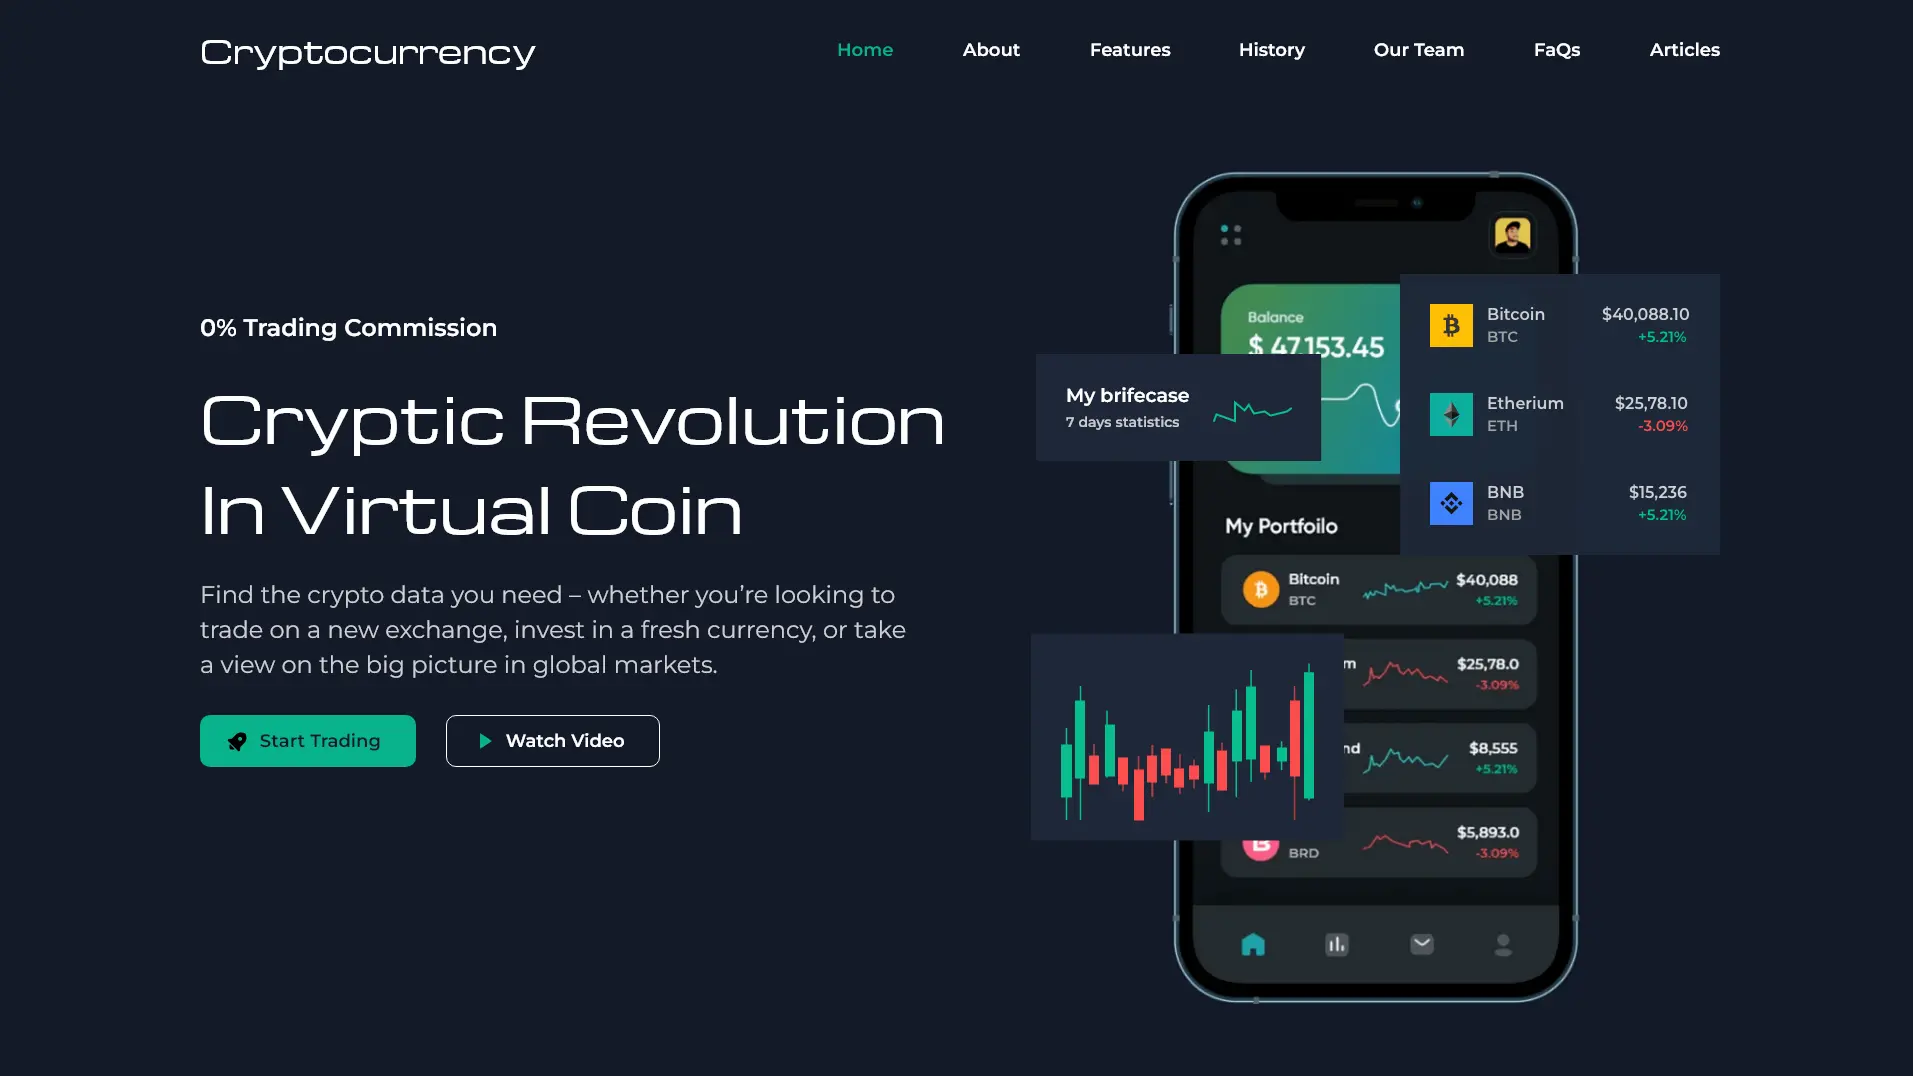 Cryptocurrency
Home
About
Features
History
Our Team
FaQs
Articles
0% Trading Commission
Cryptic Revolution
In Virtual Coin
Find the crypto data you need – whether you’re looking to
trade on a new exchange, invest in a fresh currency, or take
a view on the big picture in global markets.
Start Trading
Watch Video
Balance
$ 47,153.45
My brifecase
7 days statistics
Bitcoin
$40,088.10
BTC
+5.21%
Etherium
$25,78.10
ETH
-3.09%
BNB
$15,236
BNB
+5.21%
My Portfoilo
Bitcoin
$40,088
BTC
+5.21%
m
$25,78.0
-3.09%
nd
$8,555
+5.21%
$5,893.0
BRD
-3.09%